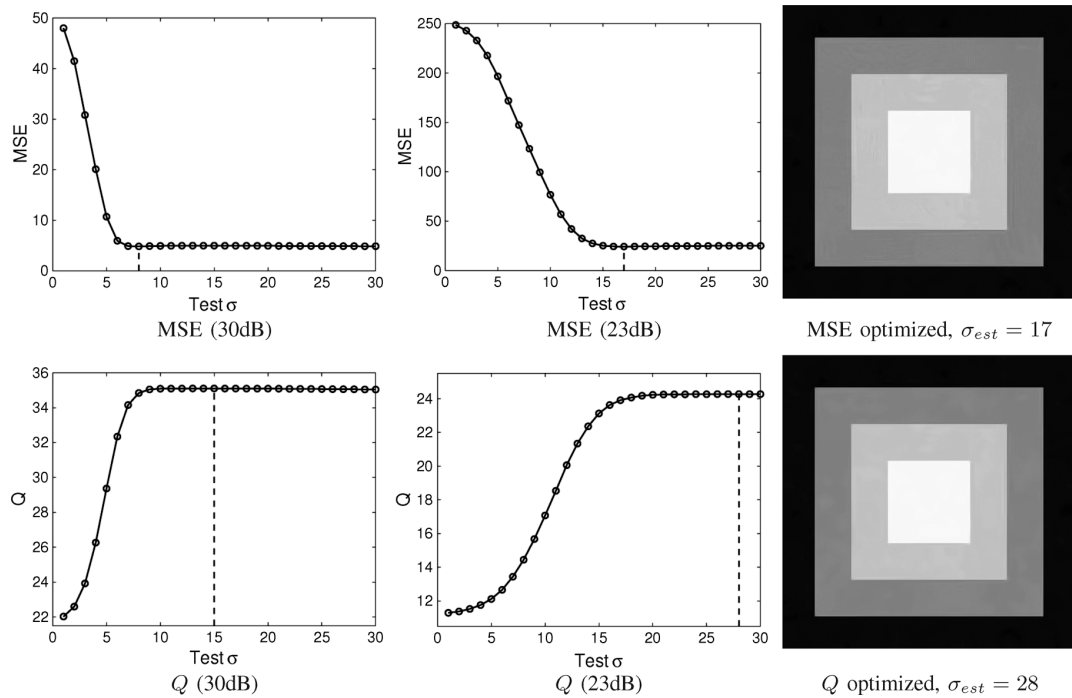 50
40
30
20
10
0
MSE
0 5 10 15 20 25 30
Test σ
MSE (30dB)
250
200
150
100
50
0
MSE
0 5 10 15 20 25 30
Test σ
MSE (23dB)
MSE optimized, σest = 17
36
34
32
30
28
26
24
22
Q
0 5 10 15 20 25 30
Test σ
Q (30dB)
24
22
20
18
16
14
12
Q
0 5 10 15 20 25 30
Test σ
Q (23dB)
Q optimized, σest = 28